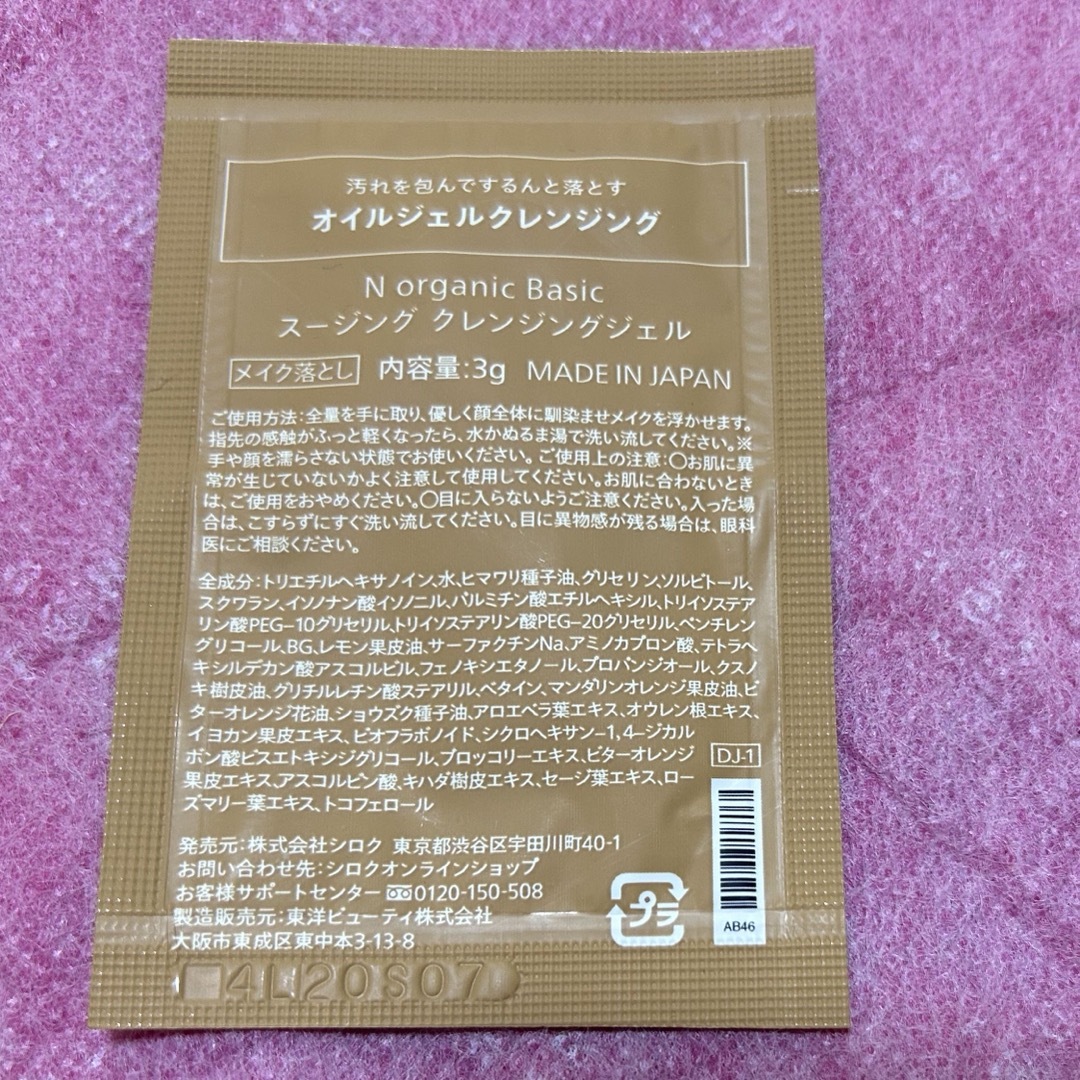 汚れを包んでするんと落とす
オイルジェルクレンジング
N organic Basic
スージング クレンジングジェル
メイク落とし 内容量:3g MADE IN JAPAN
ご使用方法:全量を手に取り、優しく顔全体に馴染ませメイクを浮かせます。
指先の感触がふっと軽くなったら、水かぬるま湯で洗い流してください。※
手や顔を濡らさない状態でお使いください。ご使用上の注意:○お肌に異
常が生じていないかよく注意して使用してください。お肌に合わないとき
は、ご使用をおやめください。○目に入らないようご注意ください。入った場
合は、こすらずにすぐ洗い流してください。目に異物感が残る場合は、眼科
医にご相談ください。
全成分:トリエチルヘキサノイン、水、ヒマワリ種子油、グリセリン、ソルビトール、
スクワラン、イソノナン酸イソノニル、パルミチン酸エチルヘキシル、トリイソステア
リン酸PEG-10グリセリル、トリイソステアリン酸PEG-20グリセリル、ペンチレン
グリコール、BG、レモン果皮油、サーファクチンNa、アミノカプロン酸、テトラヘ
キシルデカン酸アスコルビル、フェノキシエタノール、プロパンジオール、クスノ
キ樹皮油、グリチルレチン酸ステアリル、ベタイン、マンダリンオレンジ果皮油、ビ
ターオレンジ花油、ショウズク種子油、アロエベラ葉エキス、オウレン根エキス、
イヨカン果皮エキス、ビオフラボノイド、シクロヘキサン-1,4-ジカル
ボン酸ビスエトキシジグリコール、ブロッコリーエキス、ビターオレンジ
果皮エキス、アスコルビン酸、キハダ樹皮エキス、セージ葉エキス、ロー
ズマリー葉エキス、トコフェロール
DJ-1
発売元:株式会社シロク 東京都渋谷区宇田川町40-1
お問い合わせ先:シロクオンラインショップ
お客様サポートセンター 0120-150-508
製造販売元:東洋ビューティ株式会社
大阪市東成区東中本3-13-8
プラ
AB46
4L20S07